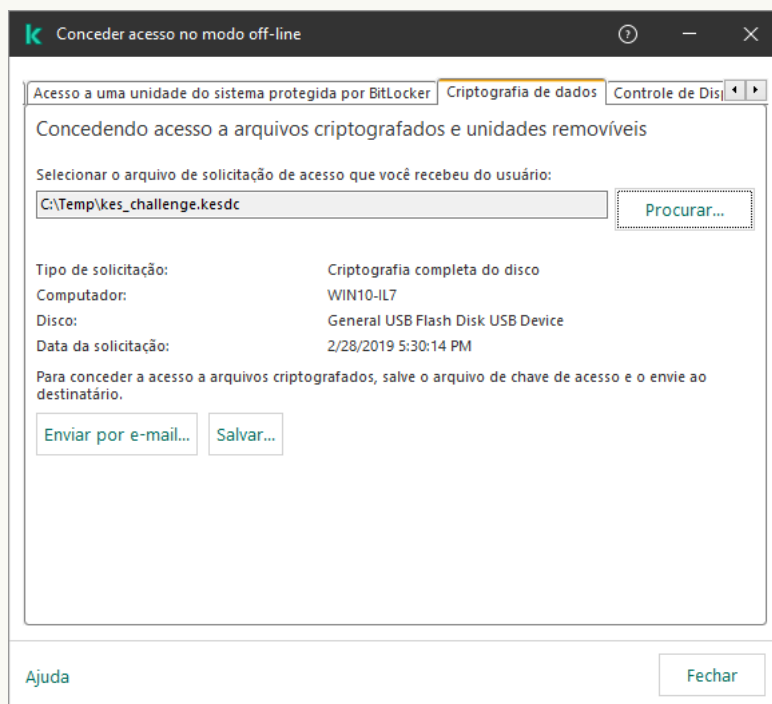 Conceder acesso no modo off-line
Acesso a uma unidade do sistema protegida por BitLocker
Criptografia de dados
Controle de Dis
Concedendo acesso a arquivos criptografados e unidades removíveis
Selecionar o arquivo de solicitação de acesso que você recebeu do usuário:
C:\Temp\kes_challenge.kesdc
Procurar...
Tipo de solicitação: Criptografia completa do disco
Computador: WIN10-IL7
Disco: General USB Flash Disk USB Device
Data da solicitação: 2/28/2019 5:30:14 PM
Para conceder a acesso a arquivos criptografados, salve o arquivo de chave de acesso e o envie ao
destinatário.
Enviar por e-mail... Salvar...
Ajuda
Fechar